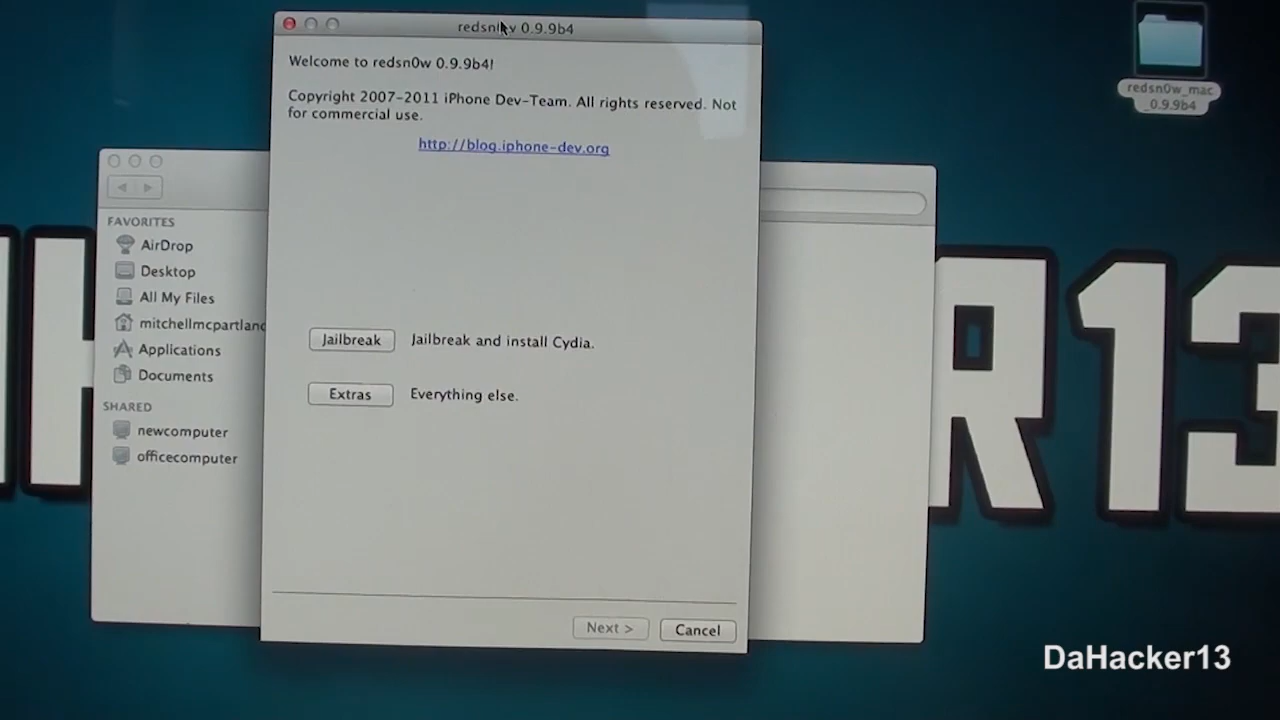 redsn0w 0.9.9b4
Welcome to redsn0w 0.9.9b4!
Copyright 2007-2011 iPhone Dev-Team. All rights reserved. Not
for commercial use.
http://blog.iphone-dev.org
Jailbreak
Jailbreak and install Cydia.
Extras
Everything else.
Next >
Cancel
FAVORITES
AirDrop
Desktop
All My Files
mitchellmcpartland
Applications
Documents
SHARED
newcomputer
officecomputer
redsn0w_mac
_0.9.9b4
R13
DaHacker13